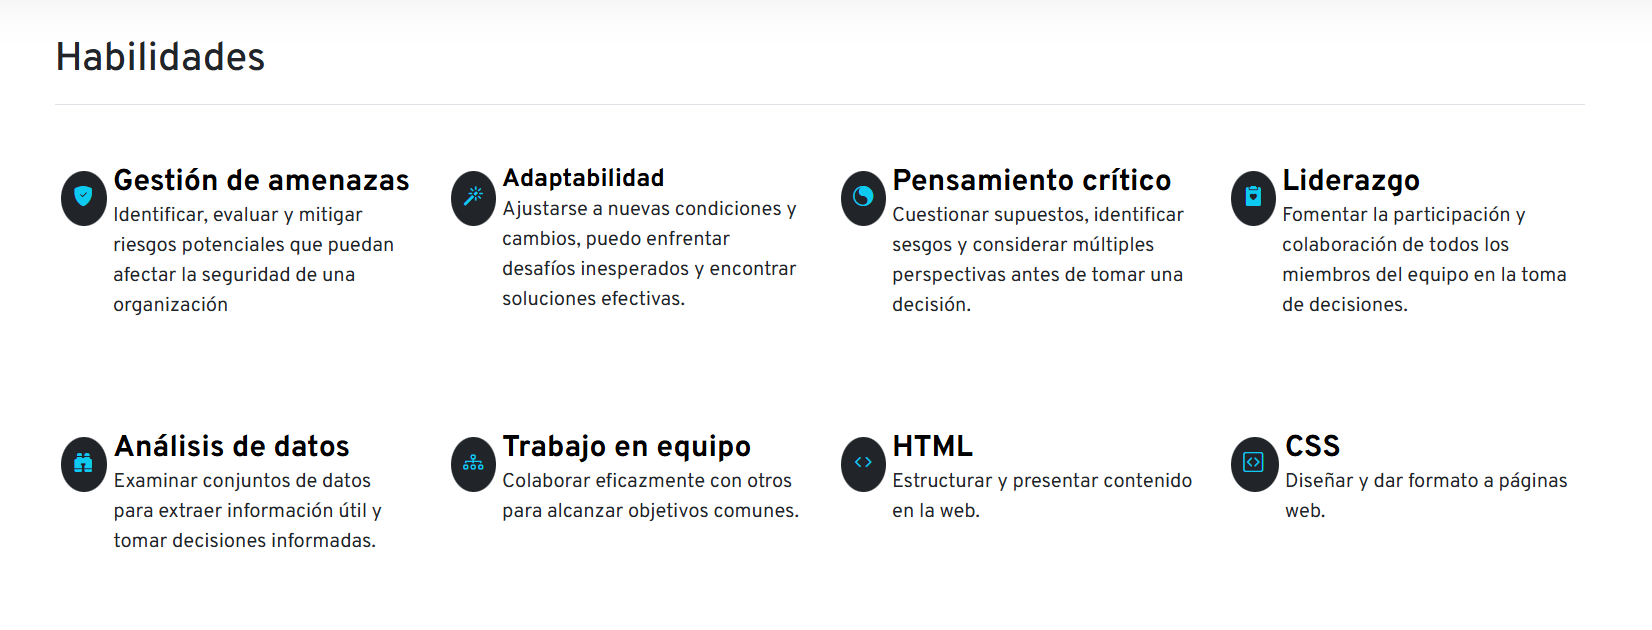 Habilidades
Gestión de amenazas
Identificar, evaluar y mitigar
riesgos potenciales que puedan
afectar la seguridad de una
organización
Adaptabilidad
Ajustarse a nuevas condiciones y
cambios, puedo enfrentar
desafíos inesperados y encontrar
soluciones efectivas.
Pensamiento crítico
Cuestionar supuestos, identificar
sesgos y considerar múltiples
perspectivas antes de tomar una
decisión.
Liderazgo
Fomentar la participación y
colaboración de todos los
miembros del equipo en la toma
de decisiones.
Análisis de datos
Examinar conjuntos de datos
para extraer información útil y
tomar decisiones informadas.
Trabajo en equipo
Colaborar eficazmente con otros
para alcanzar objetivos comunes.
HTML
Estructurar y presentar contenido
en la web.
CSS
Diseñar y dar formato a páginas
web.